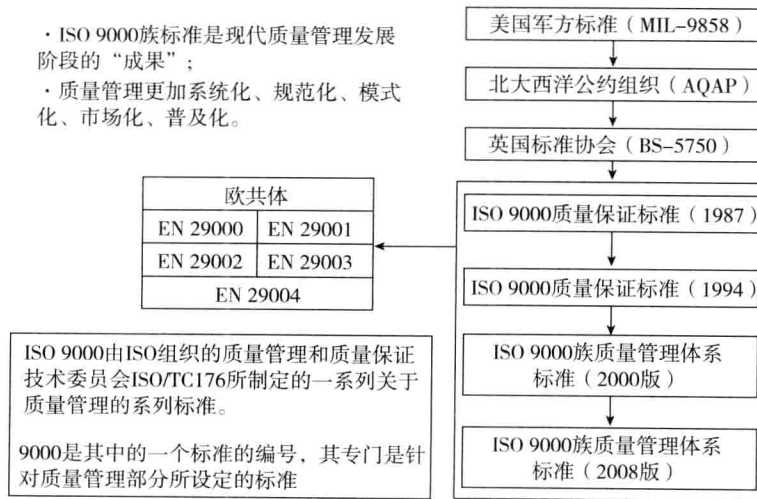 · ISO 9000族标准是现代质量管理发展
阶段的“成果”；
· 质量管理更加系统化、规范化、模式
化、市场化、普及化。
美国军方标准（MIL-9858）
北大西洋公约组织（AQAP）
英国标准协会（BS-5750）
欧共体
EN 29000 EN 29001
EN 29002 EN 29003
EN 29004
ISO 9000质量保证标准（1987）
ISO 9000质量保证标准（1994）
ISO 9000族质量管理体系
标准（2000版）
ISO 9000族质量管理体系
标准（2008版）
ISO 9000由ISO组织的质量管理和质量保证
技术委员会ISO/TC176所制定的一系列关于
质量管理的系列标准。
9000是其中的一个标准的编号，其专门是针
对质量管理部分所设定的标准